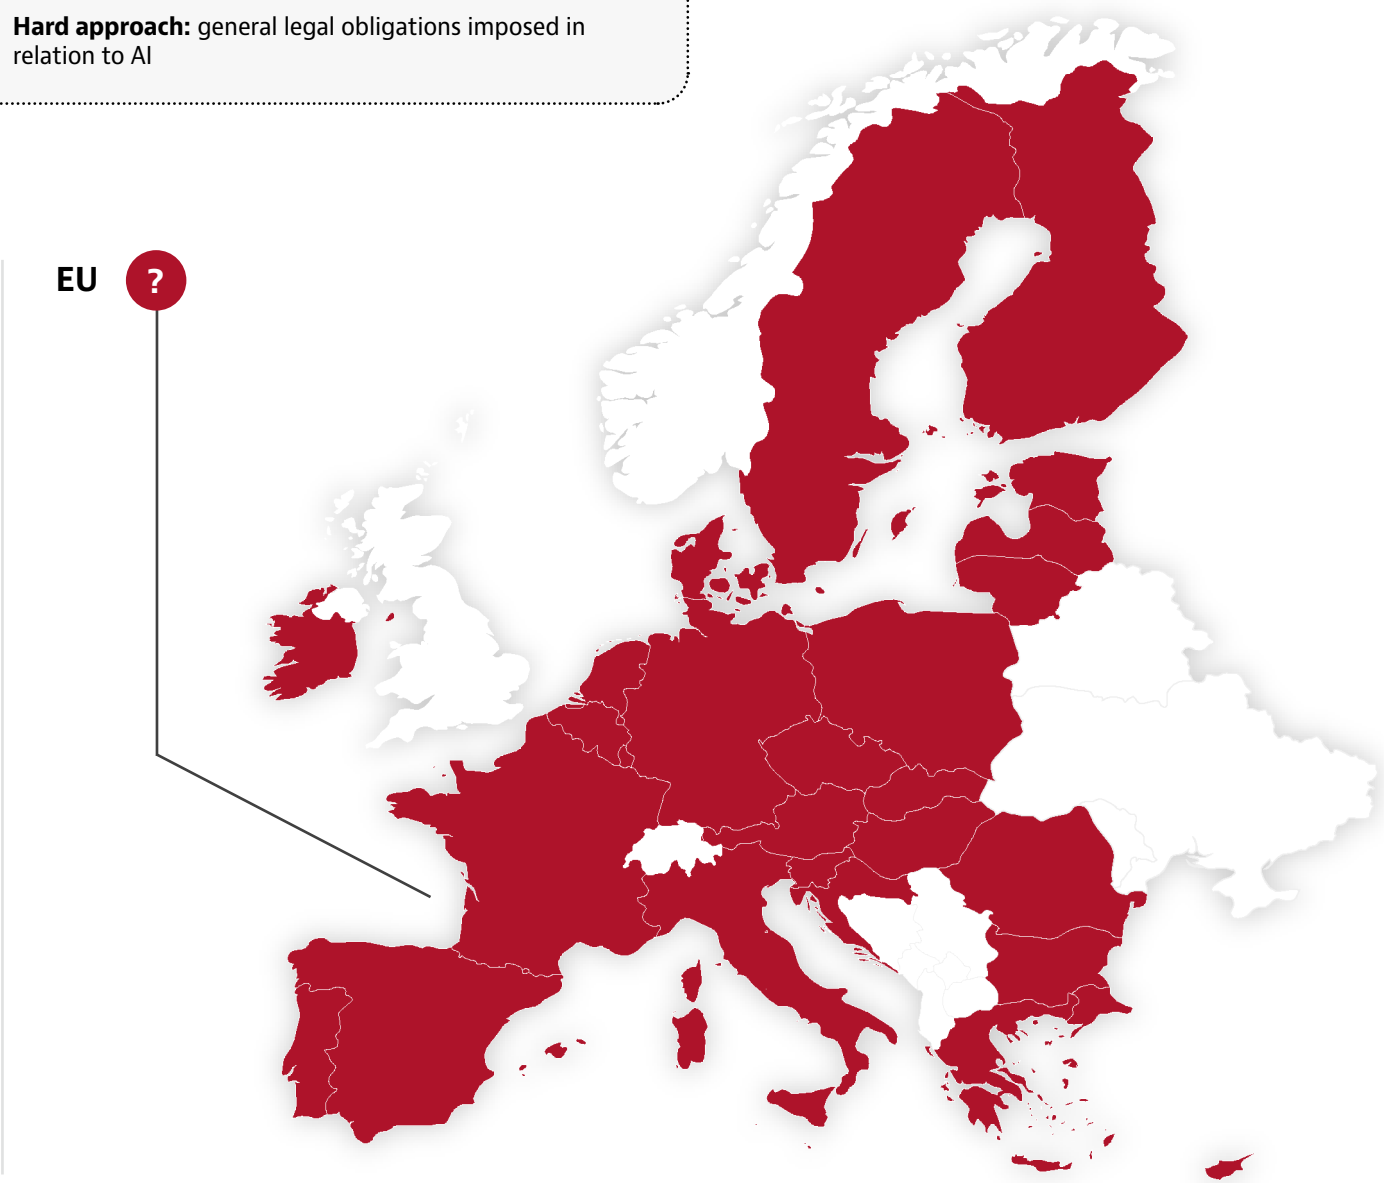 Hard approach: general legal obligations imposed in
relation to AI
EU ?